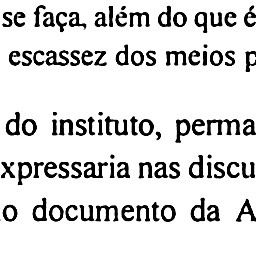 se faça, além do que é
escassez dos meios p
do instituto, perma
xpressaria nas discu
o documento da A